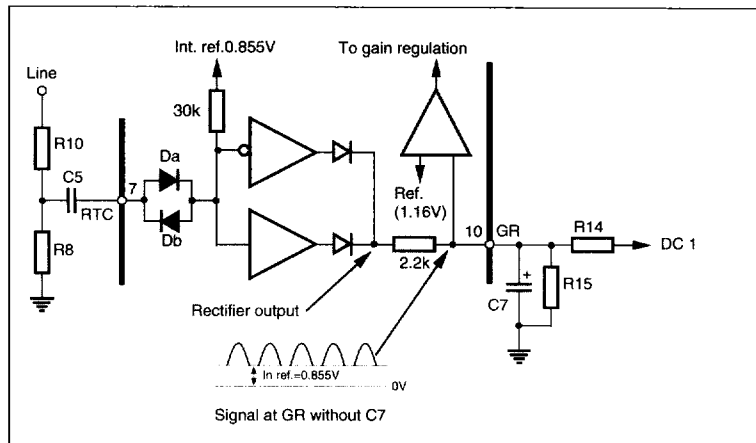 Int. ref.0.855V
To gain regulation
Line
30k
R10
Da
C5
7
RTC
Ref.
(1.16V)
10
GR
R14
DC 1
Db
R8
2.2k
+
C7
R15
Rectifier output
In ref.=0.855V
0V
Signal at GR without C7